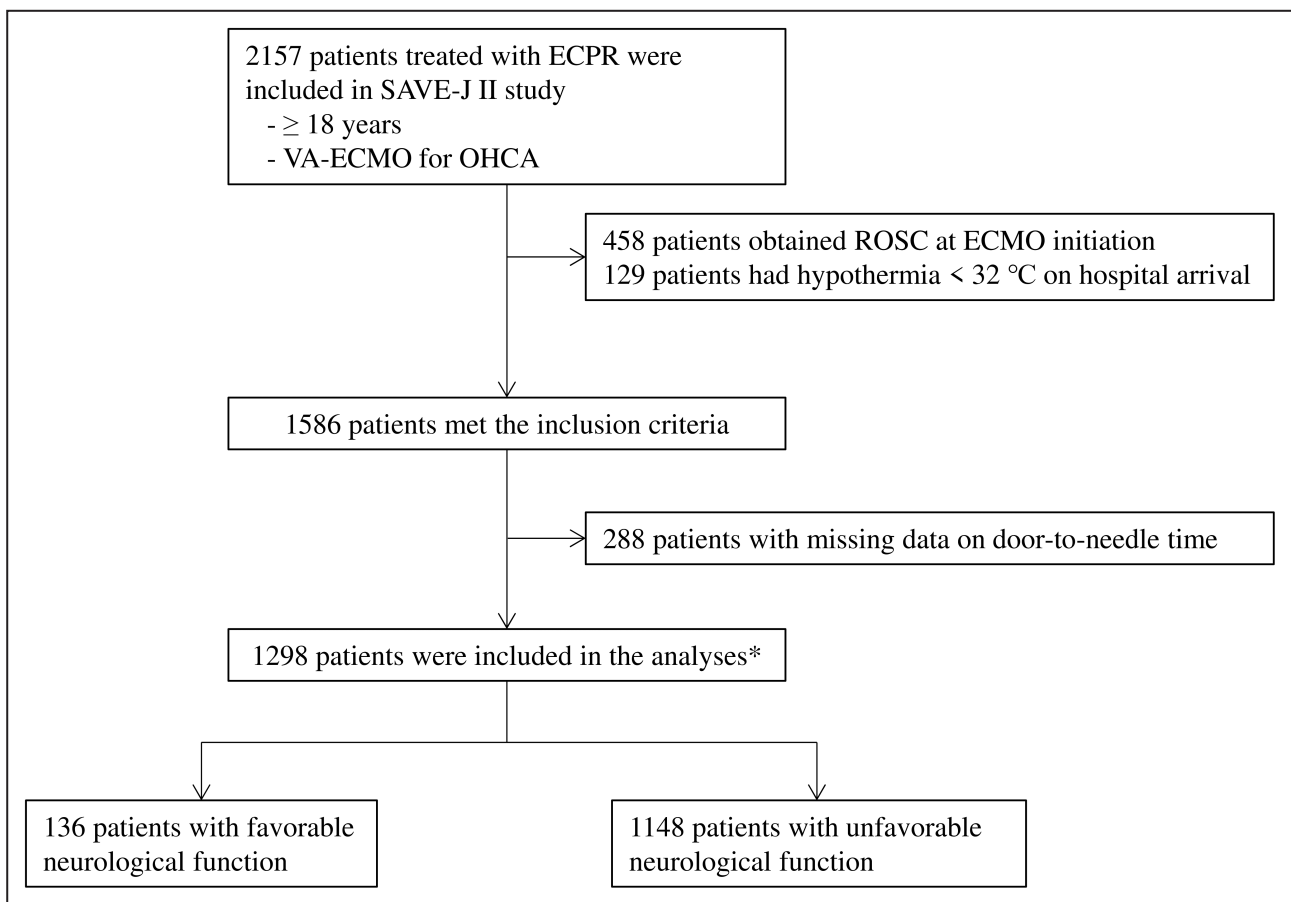 2157 patients treated with ECPR were
included in SAVE-J II study
- ≥ 18 years
- VA-ECMO for OHCA
458 patients obtained ROSC at ECMO initiation
129 patients had hypothermia < 32 °C on hospital arrival
1586 patients met the inclusion criteria
288 patients with missing data on door-to-needle time
1298 patients were included in the analyses*
136 patients with favorable
neurological function
1148 patients with unfavorable
neurological function